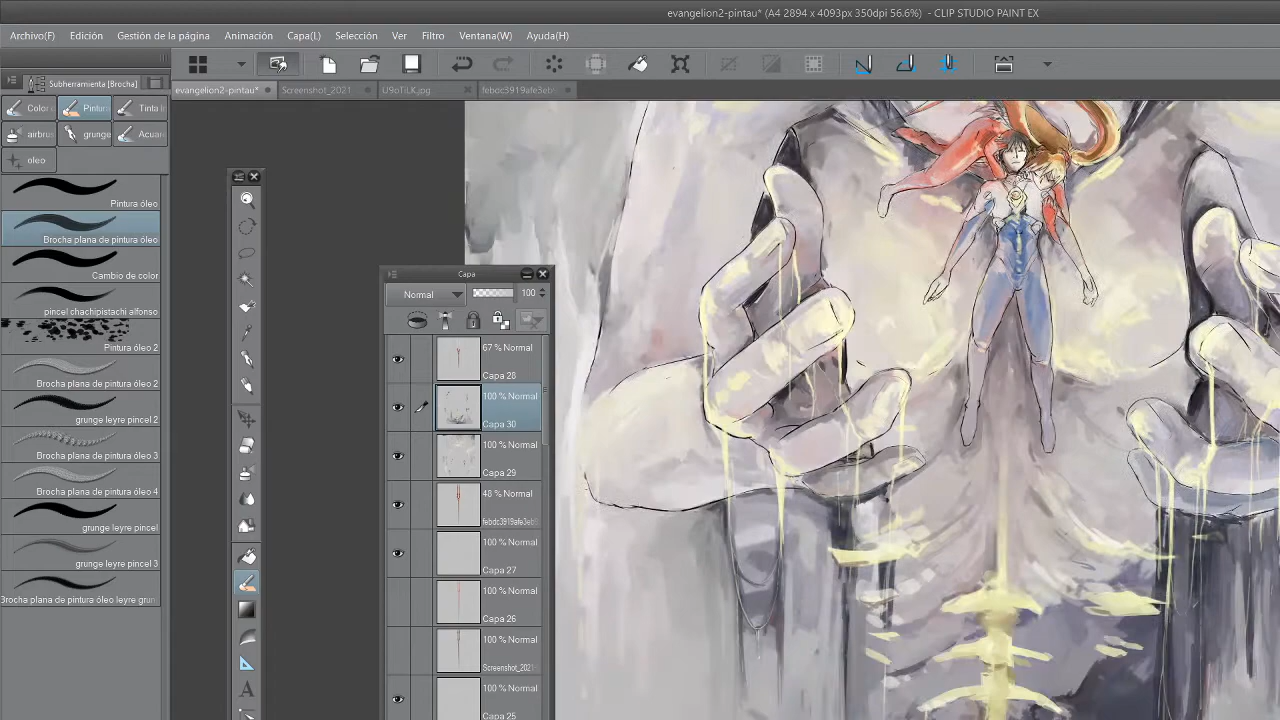 evangelion2-pintau* (A4 2894 x 4093px 350dpi 56.6%) - CLIP STUDIO PAINT EX
Archivo(F) Edición Gestión de la página Animación Capa(L) Selección Ver Filtro Ventana(W) Ayuda(H)
Subherramienta [Brocha]
evangelion2-pintau* Screenshot_2021 U9oTiLK.jpg febdc3919afe3eb
Color Pintur Tinta
airbrus grunge Acuar
oleo
Pintura óleo
Brocha plana de pintura óleo
Cambio de color
pincel chachipistachi alfonso
Pintura óleo 2
Brocha plana de pintura óleo 2
grunge leyre pincel 2
Brocha plana de pintura óleo 3
Brocha plana de pintura óleo 4
grunge leyre pincel
grunge leyre pincel 3
Brocha plana de pintura óleo leyre grun
Capa
Normal 100
67 % Normal
Capa 28
100 % Normal
Capa 30
100 % Normal
Capa 29
48 % Normal
febdc3919afe3eb
100 % Normal
Capa 27
100 % Normal
Capa 26
100 % Normal
Screenshot_2021
100 % Normal
Capa 25